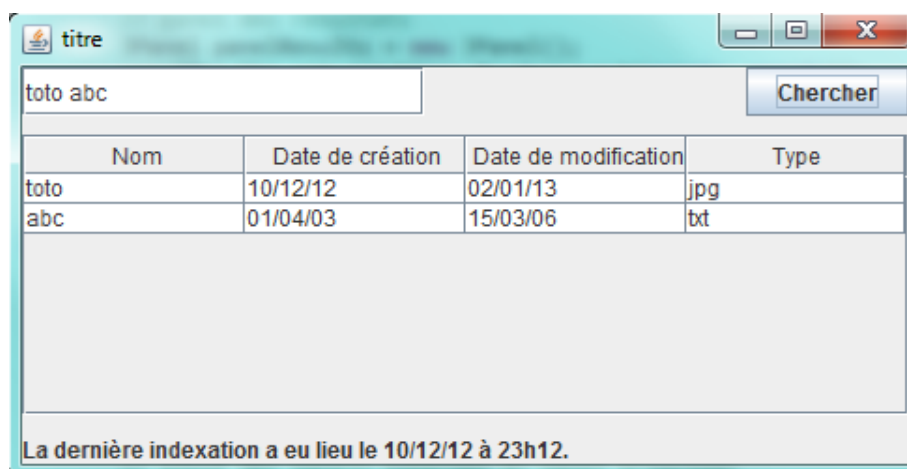 titre
toto abc Chercher
Nom Date de création Date de modification Type
toto 10/12/12 02/01/13 jpg
abc 01/04/03 15/03/06 txt
La dernière indexation a eu lieu le 10/12/12 à 23h12.